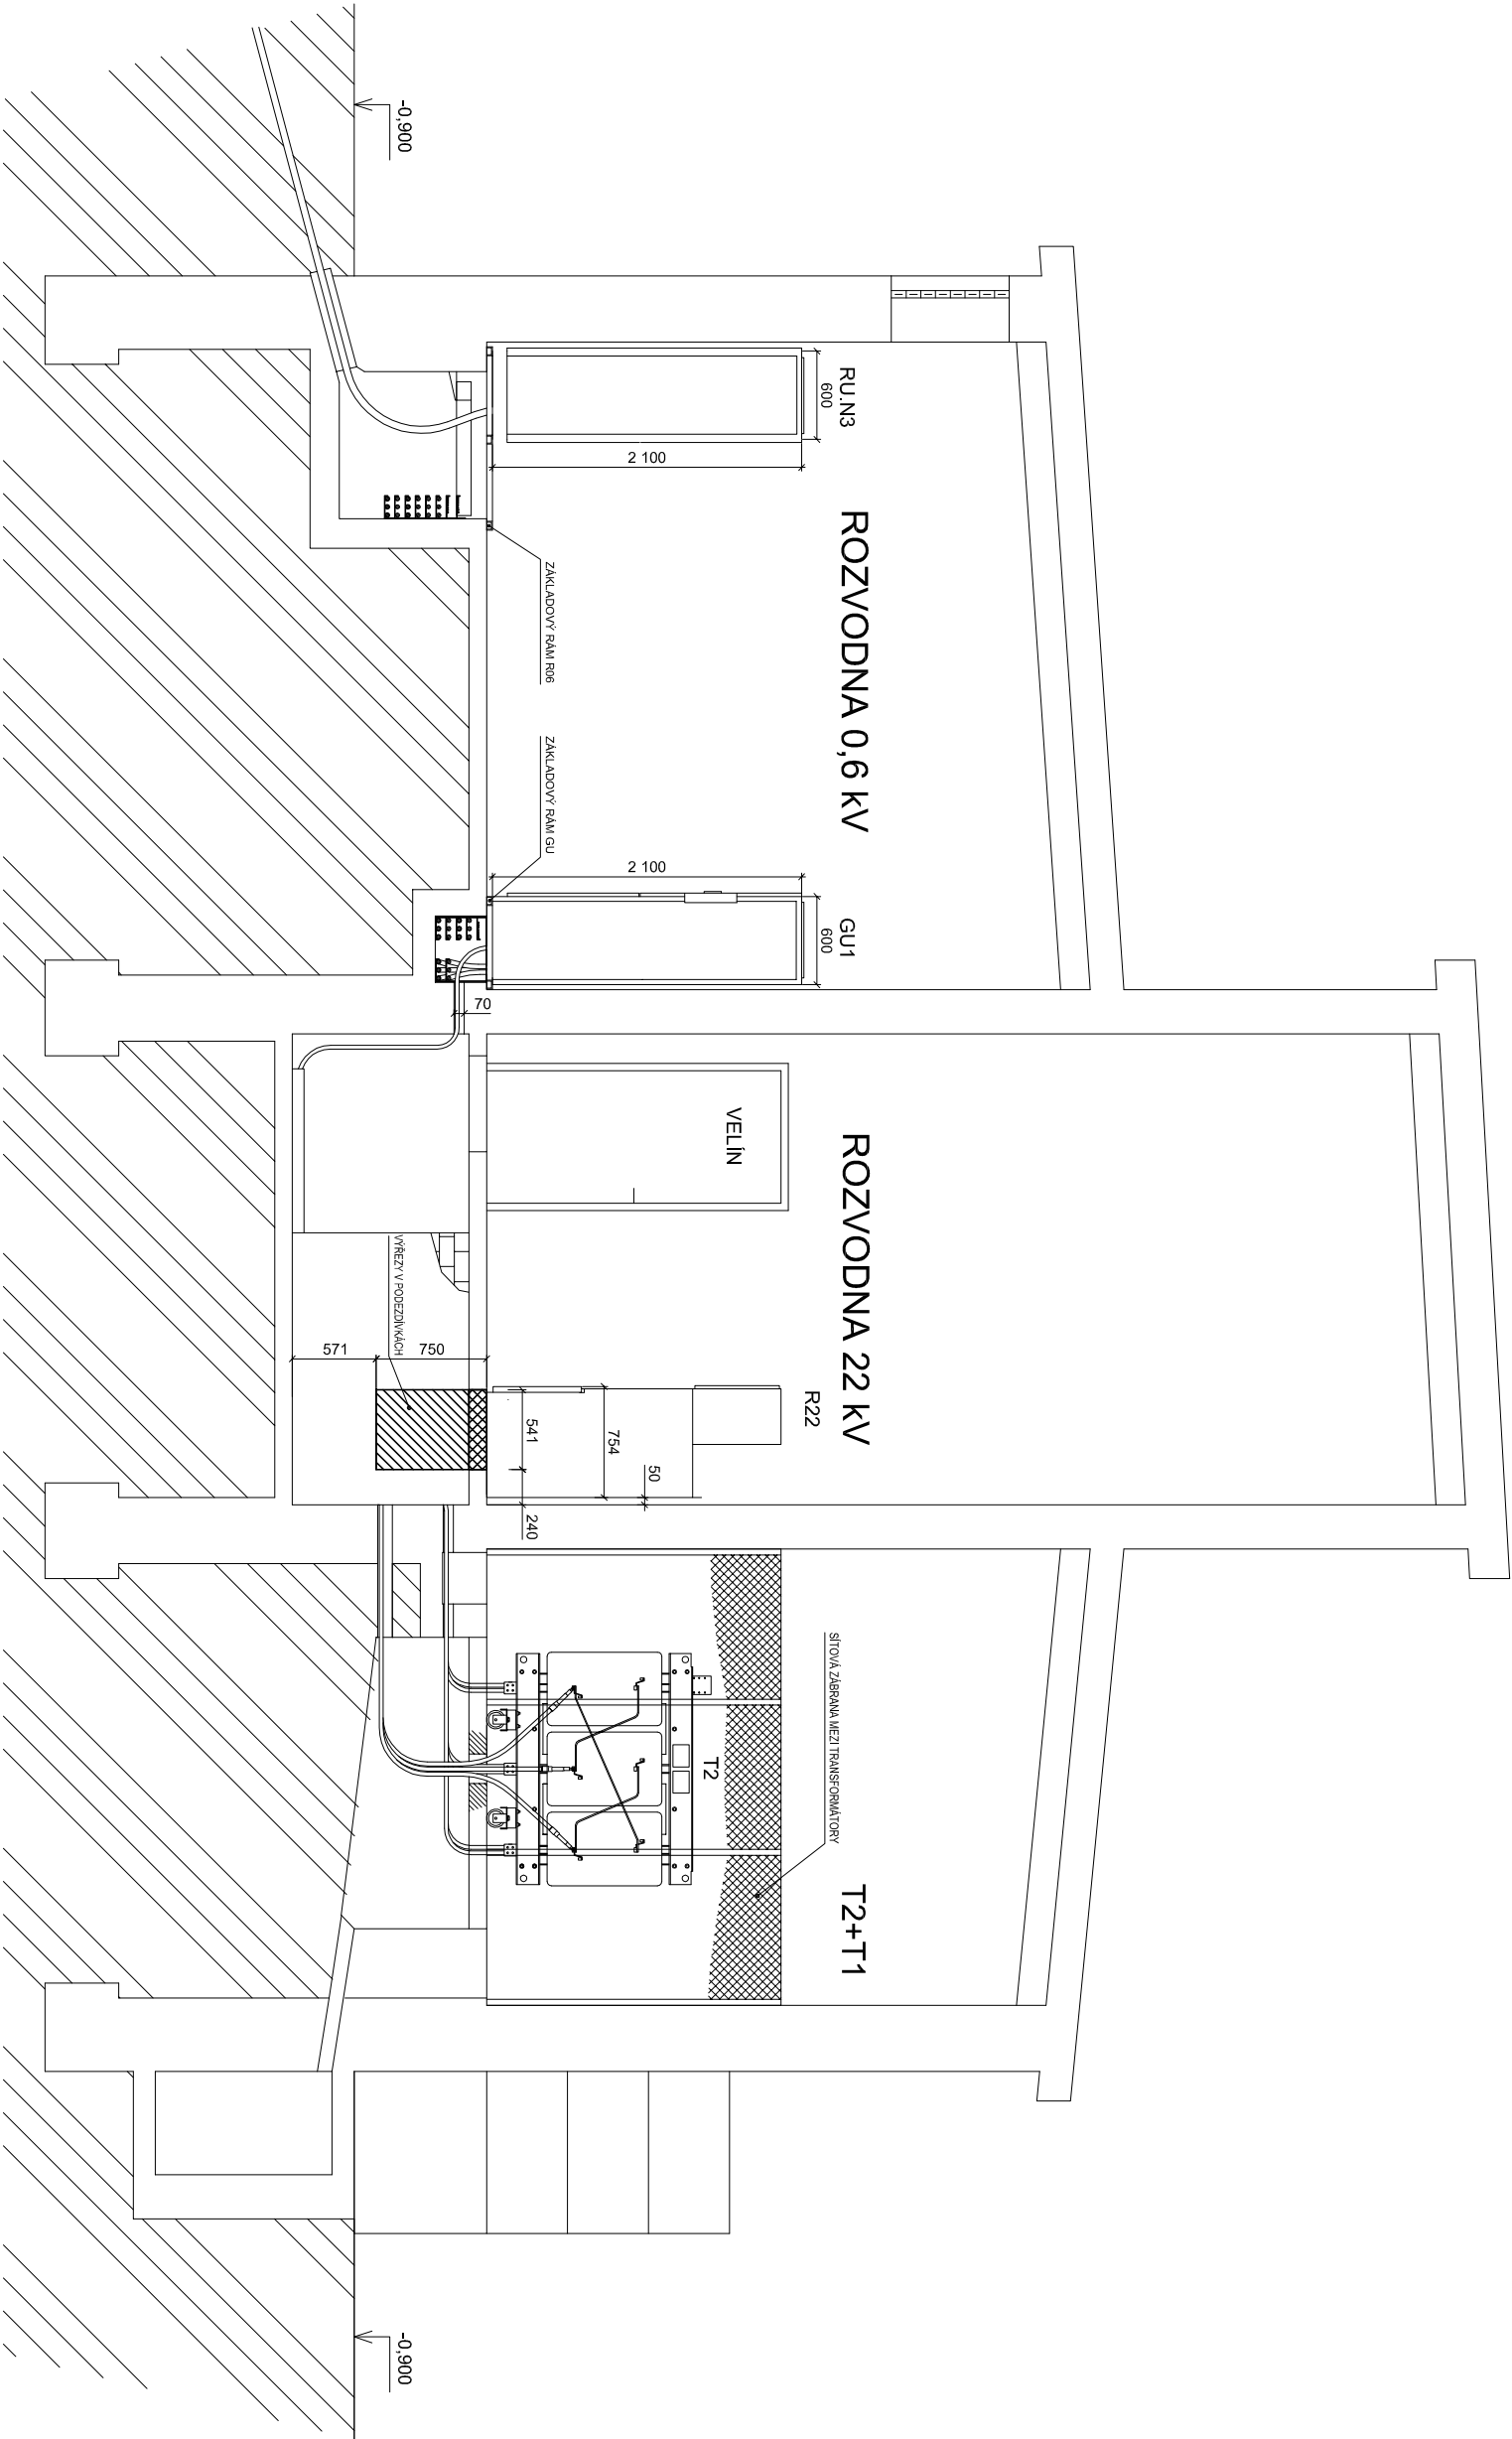 -0,900
RU.N3
600
2 100
ROZVODNA 0,6 kV
ZÁKLADOVÝ RÁM R06
ZÁKLADOVÝ RÁM GU
2 100
GU1
600
70
ROZVODNA 22 kV
VELÍN
VÝŘEZY V PODEZDÍVKÁCH
571
750
R22
541
754
50
240
SÍTOVÁ ZÁBRANA MEZI TRANSFORMÁTORY
T2
T2+T1
-0,900